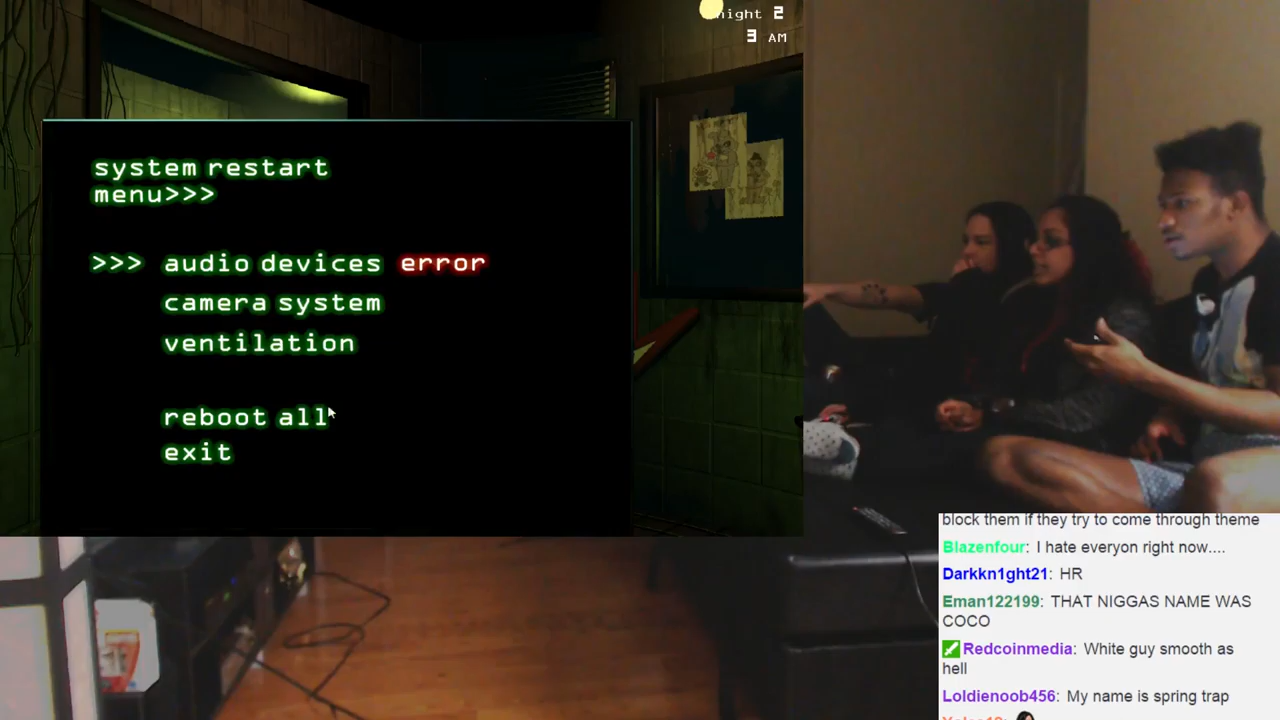 night 2
3 AM
system restart
menu>>>
>>> audio devices error
camera system
ventilation
reboot all
exit
block them if they try to come through theme
Blazenfour: I hate everyon right now....
Darkkn1ght21: HR
Eman122199: THAT NIGGAS NAME WAS
COCO
Redcoinmedia: White guy smooth as
hell
Loldienoob456: My name is spring trap